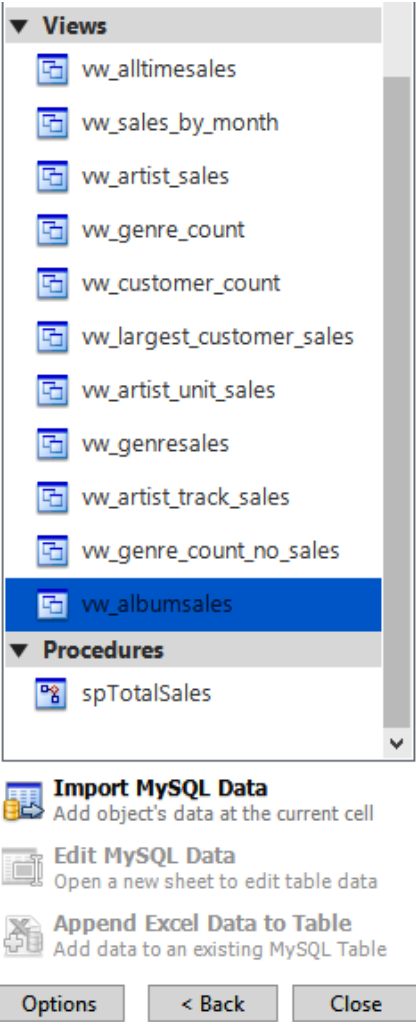 Views
vw_alltimesales
vw_sales_by_month
vw_artist_sales
vw_genre_count
vw_customer_count
vw_largest_customer_sales
vw_artist_unit_sales
vw_genresales
vw_artist_track_sales
vw_genre_count_no_sales
vw_albumsales
Procedures
spTotalSales
Import MySQL Data
Add object's data at the current cell
Edit MySQL Data
Open a new sheet to edit table data
Append Excel Data to Table
Add data to an existing MySQL Table
Options < Back Close